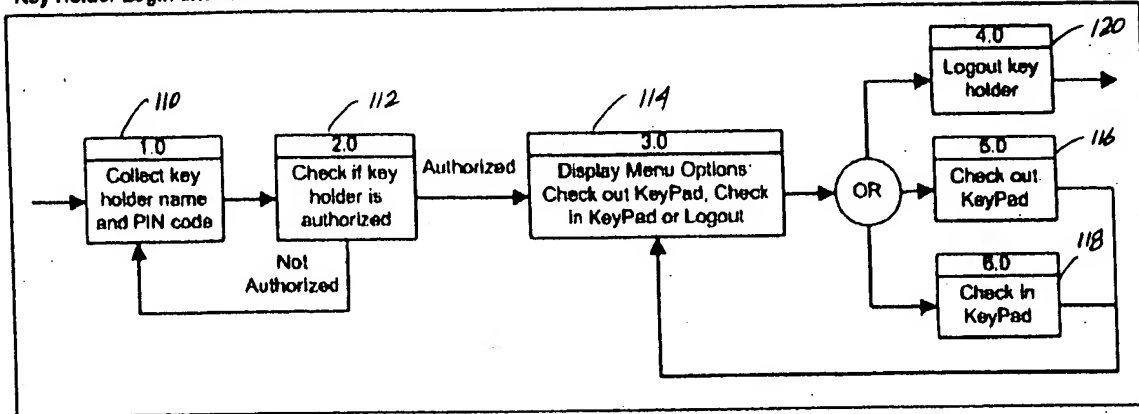 Key Holder Login
110
1.0
Collect key
holder name
and PIN code
112
2.0
Check if key
holder is
authorized
Authorized
Not
Authorized
114
3.0
Display Menu Options:
Check out KeyPad, Check
in KeyPad or Logout
OR
4.0
120
Logout key
holder
5.0
116
Check out
KeyPad
6.0
118
Check in
KeyPad